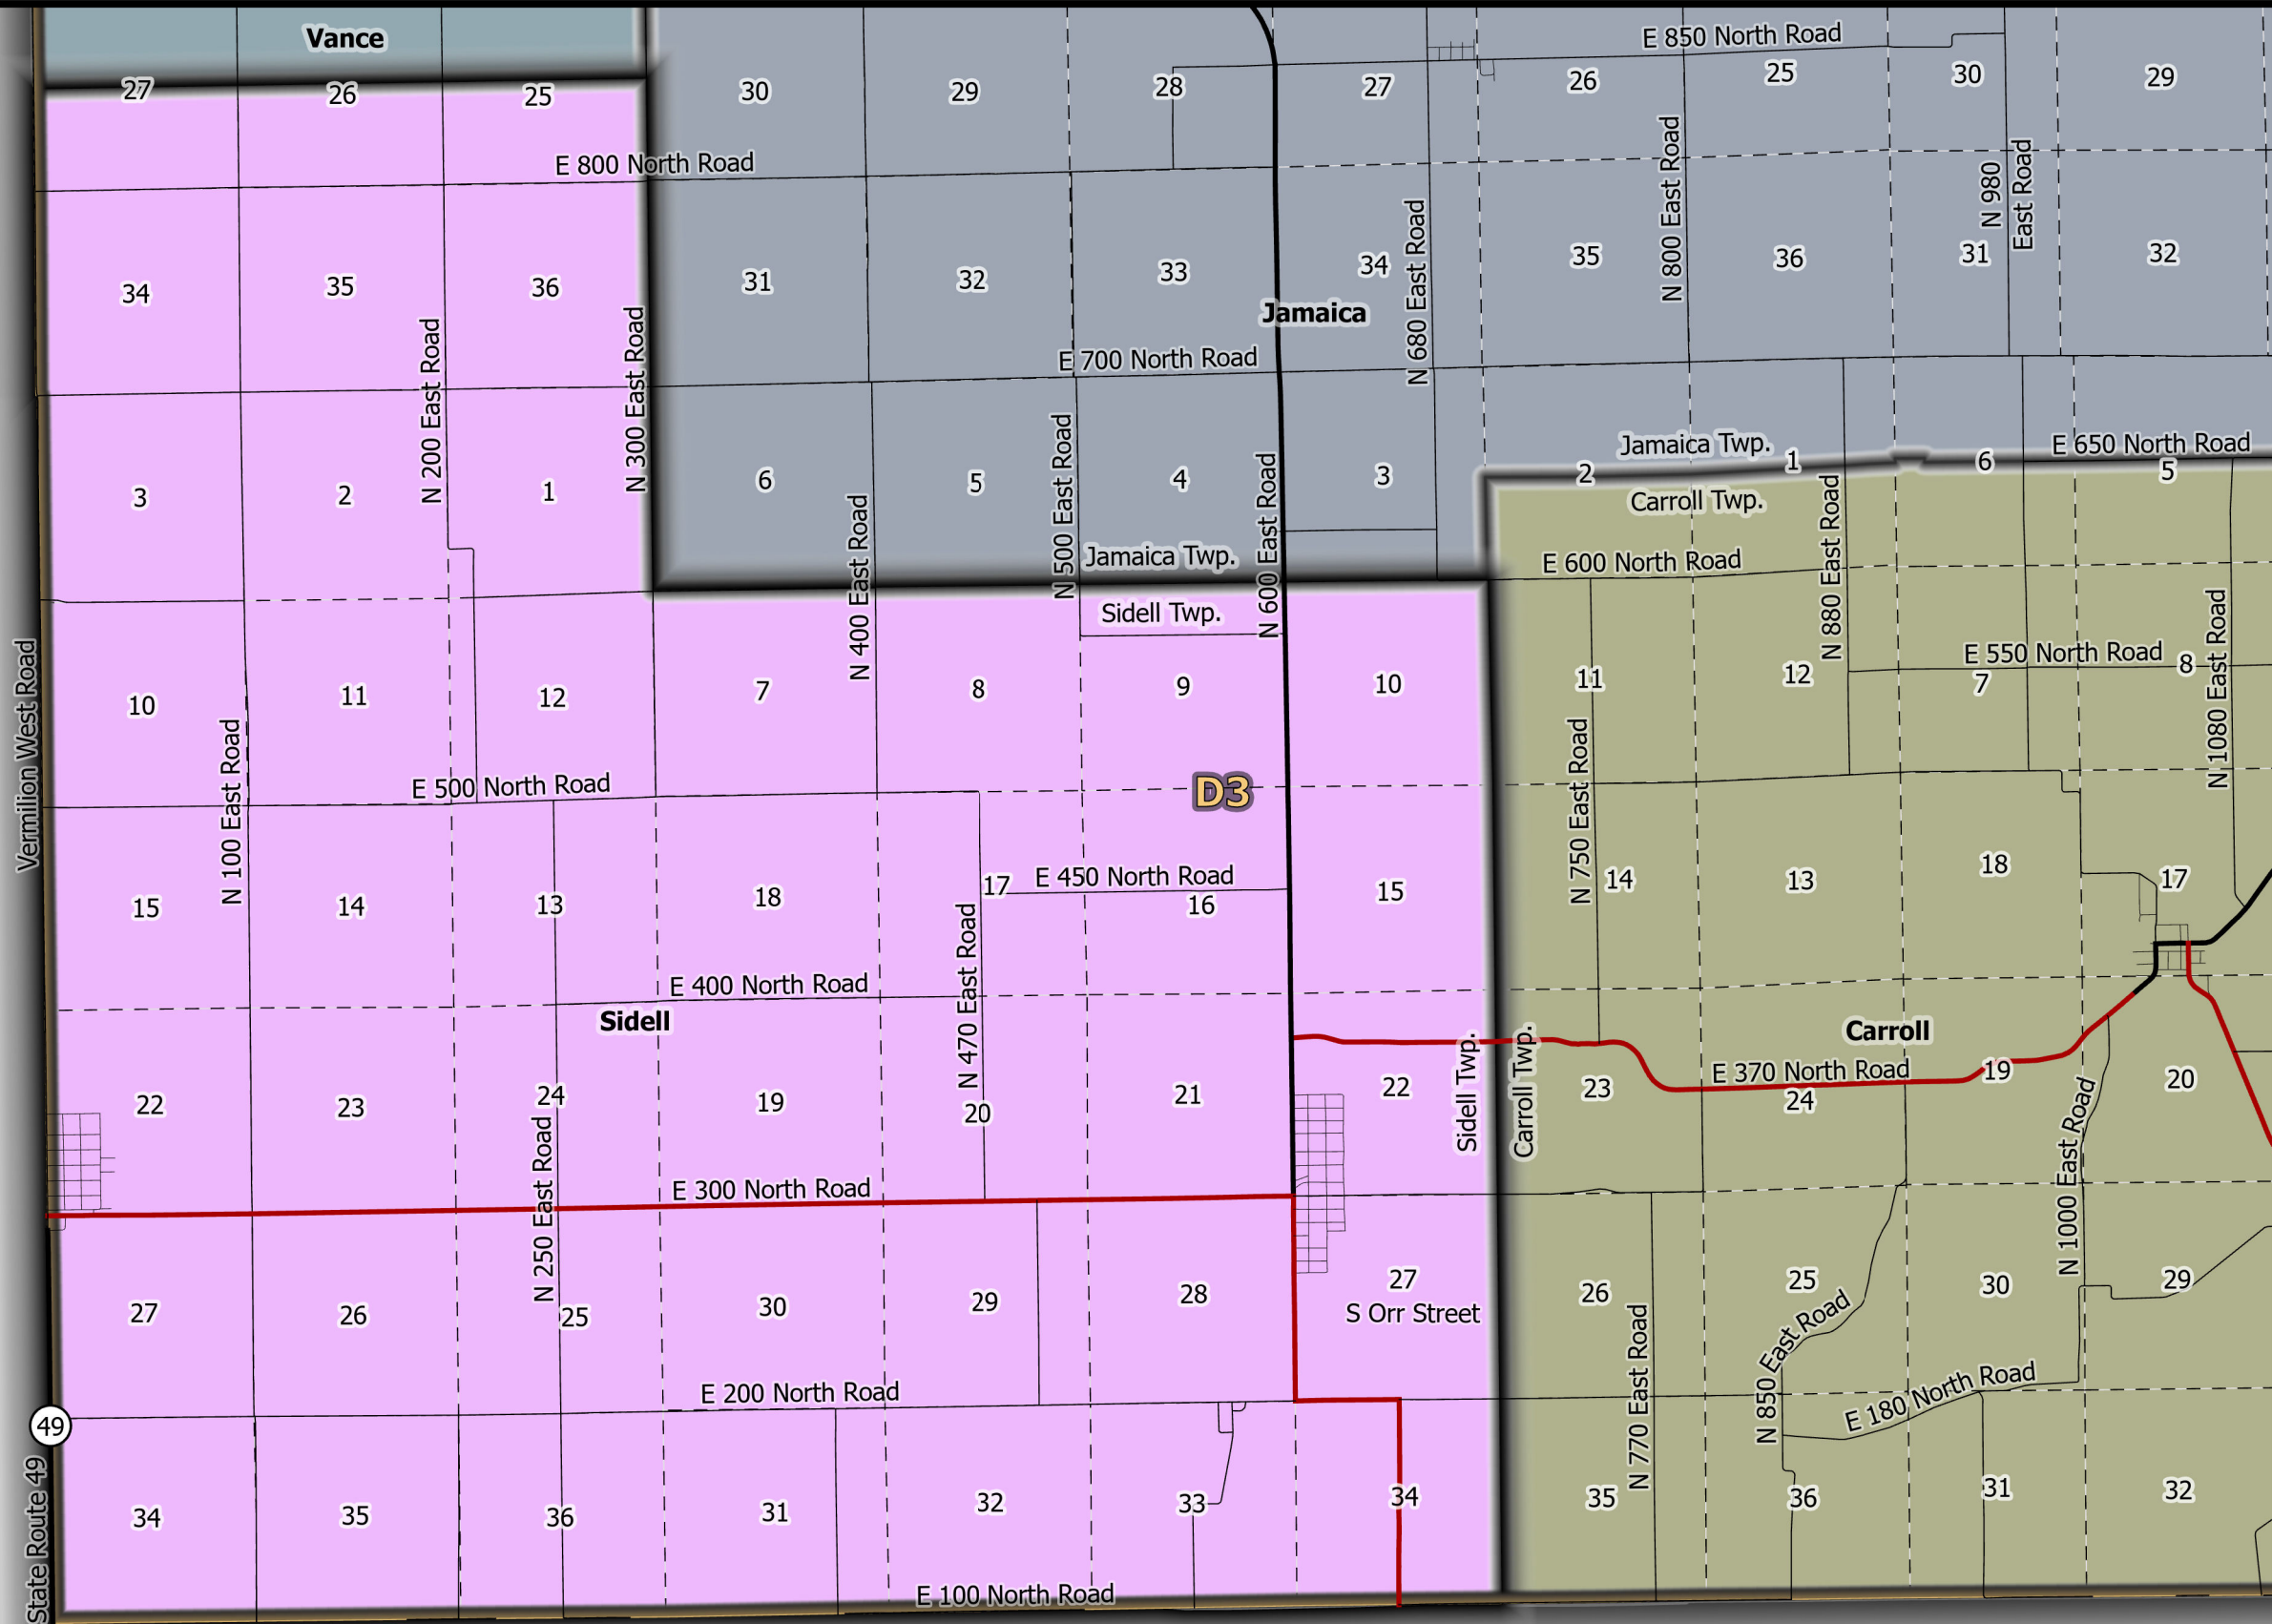 Vance
E 850 North Road
27
26
25
30
29
28
27
26
25
30
29
E 800 North Road
N 800 East Road
N 980
East Road
34
35
36
31
32
33
34
35
36
31
32
N 200 East Road
N 300 East Road
Jamaica
N 680 East Road
E 700 North Road
Jamaica Twp.
E 650 North Road
3
2
1
6
5
4
3
2
1
6
5
N 400 East Road
N 500 East Road
N 600 East Road
Carroll Twp.
Jamaica Twp.
E 600 North Road
N 880 East Road
Sidell Twp.
Vermilion West Road
E 550 North Road
N 1080 East Road
10
11
12
7
8
9
10
11
12
7
8
N 100 East Road
E 500 North Road
D3
N 750 East Road
15
14
13
18
17
E 450 North Road
16
15
14
13
18
17
N 470 East Road
E 400 North Road
Sidell
Sidell Twp.
Carroll Twp.
Carroll
E 370 North Road
22
23
24
19
20
21
22
23
24
19
20
N 250 East Road
E 300 North Road
N 1000 East Road
27
26
25
30
29
28
27
S Orr Street
26
25
30
29
N 770 East Road
N 850 East Road
E 180 North Road
E 200 North Road
49
State Route 49
34
35
36
31
32
33
34
35
36
31
32
E 100 North Road